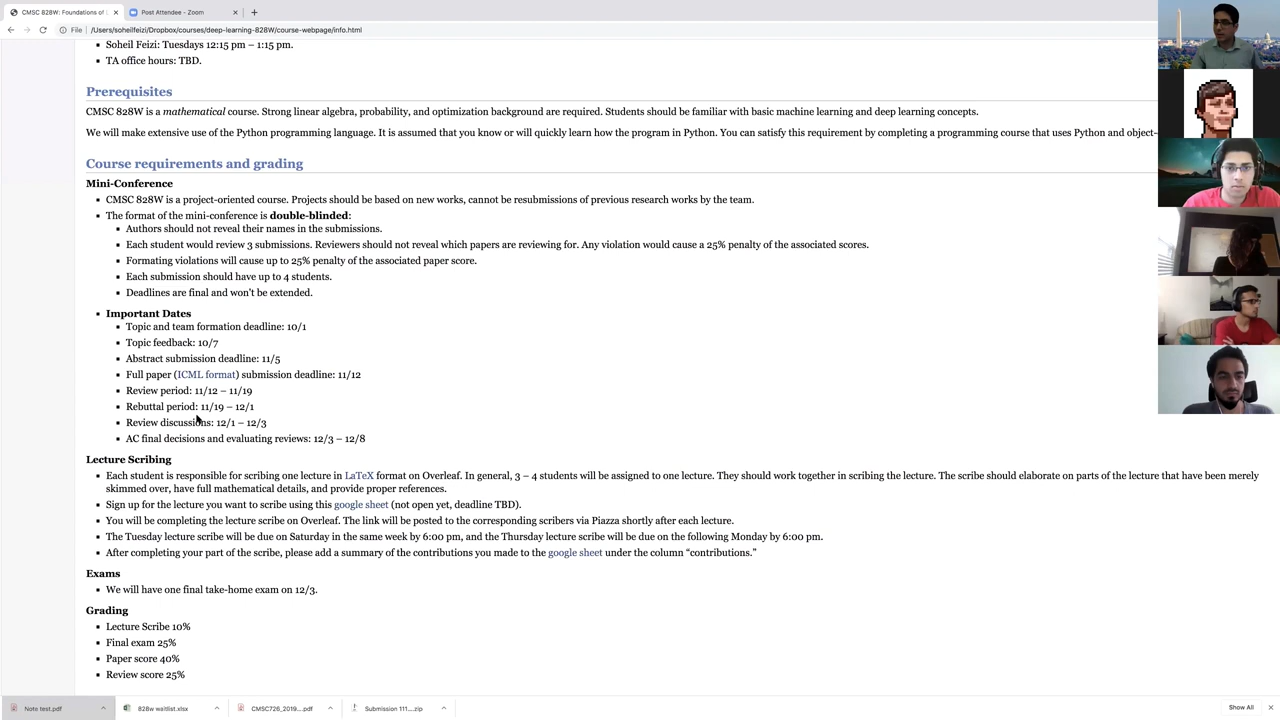 CMSC 828W: Foundations of
Post Attendee - Zoom
File
/Users/soheilfeizi/Dropbox/courses/deep-learning-828W/course-webpage/info.html
Soheil Feizi: Tuesdays 12:15 pm – 1:15 pm.
TA office hours: TBD.
Prerequisites
CMSC 828W is a mathematical course. Strong linear algebra, probability, and optimization background are required. Students should be familiar with basic machine learning and deep learning concepts.
We will make extensive use of the Python programming language. It is assumed that you know or will quickly learn how the program in Python. You can satisfy this requirement by completing a programming course that uses Python and object-
Course requirements and grading
Mini-Conference
CMSC 828W is a project-oriented course. Projects should be based on new works, cannot be resubmissions of previous research works by the team.
The format of the mini-conference is double-blinded:
Authors should not reveal their names in the submissions.
Each student would review 3 submissions. Reviewers should not reveal which papers are reviewing for. Any violation would cause a 25% penalty of the associated scores.
Formating violations will cause up to 25% penalty of the associated paper score.
Each submission should have up to 4 students.
Deadlines are final and won't be extended.
Important Dates
Topic and team formation deadline: 10/1
Topic feedback: 10/7
Abstract submission deadline: 11/5
Full paper (ICML format) submission deadline: 11/12
Review period: 11/12 – 11/19
Rebuttal period: 11/19 – 12/1
Review discussions: 12/1 – 12/3
AC final decisions and evaluating reviews: 12/3 – 12/8
Lecture Scribing
Each student is responsible for scribing one lecture in LaTeX format on Overleaf. In general, 3 – 4 students will be assigned to one lecture. They should work together in scribing the lecture. The scribe should elaborate on parts of the lecture that have been merely
skimmed over, have full mathematical details, and provide proper references.
Sign up for the lecture you want to scribe using this google sheet (not open yet, deadline TBD).
You will be completing the lecture scribe on Overleaf. The link will be posted to the corresponding scribers via Piazza shortly after each lecture.
The Tuesday lecture scribe will be due on Saturday in the same week by 6:00 pm, and the Thursday lecture scribe will be due on the following Monday by 6:00 pm.
After completing your part of the scribe, please add a summary of the contributions you made to the google sheet under the column “contributions.”
Exams
We will have one final take-home exam on 12/3.
Grading
Lecture Scribe 10%
Final exam 25%
Paper score 40%
Review score 25%
Note test.pdf
828w waitlist.xlsx
CMSC726_2019....pdf
Submission 111....zip
Show All